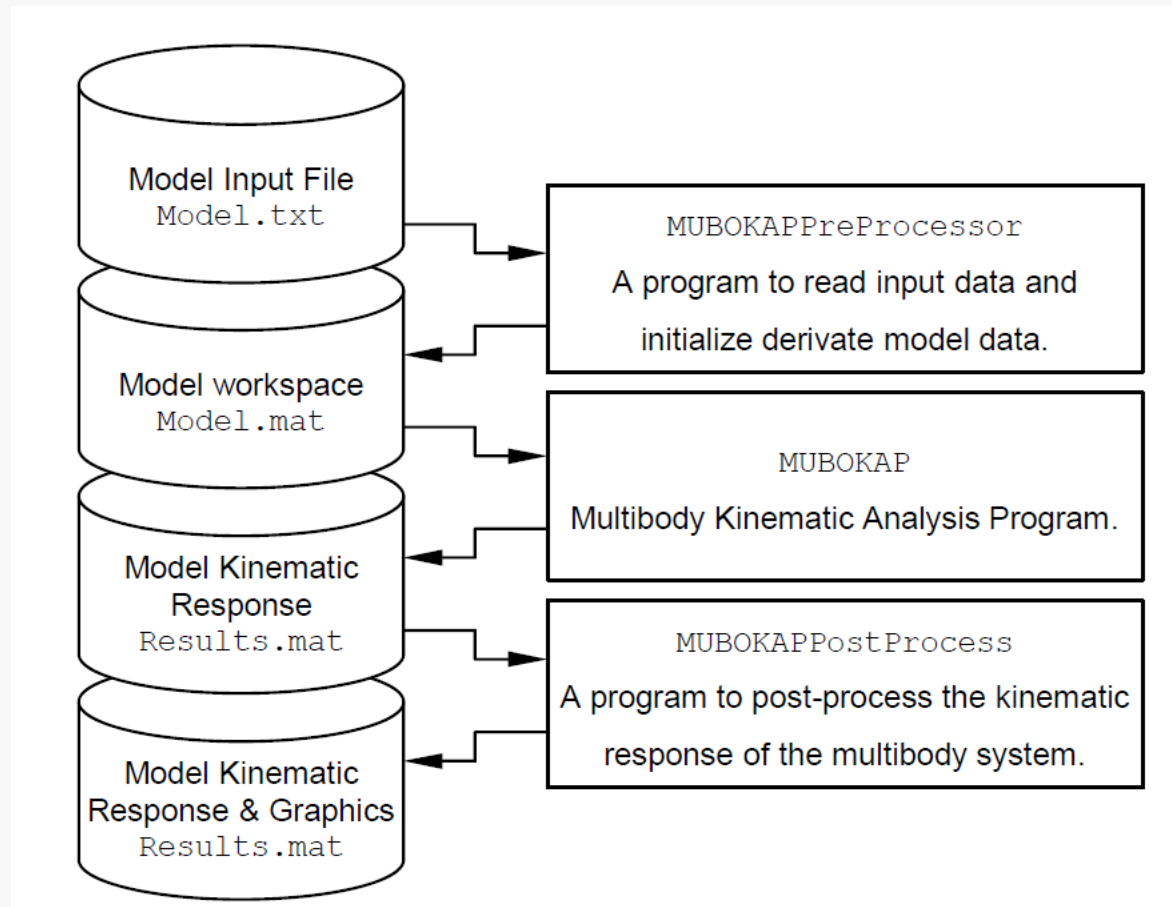 Model Input File
Model.txt
MUBOKAPPreProcessor
A program to read input data and
initialize derivate model data.
Model workspace
Model.mat
MUBOKAP
Multibody Kinematic Analysis Program.
Model Kinematic
Response
Results.mat
MUBOKAPPostProcess
A program to post-process the kinematic
response of the multibody system.
Model Kinematic
Response & Graphics
Results.mat